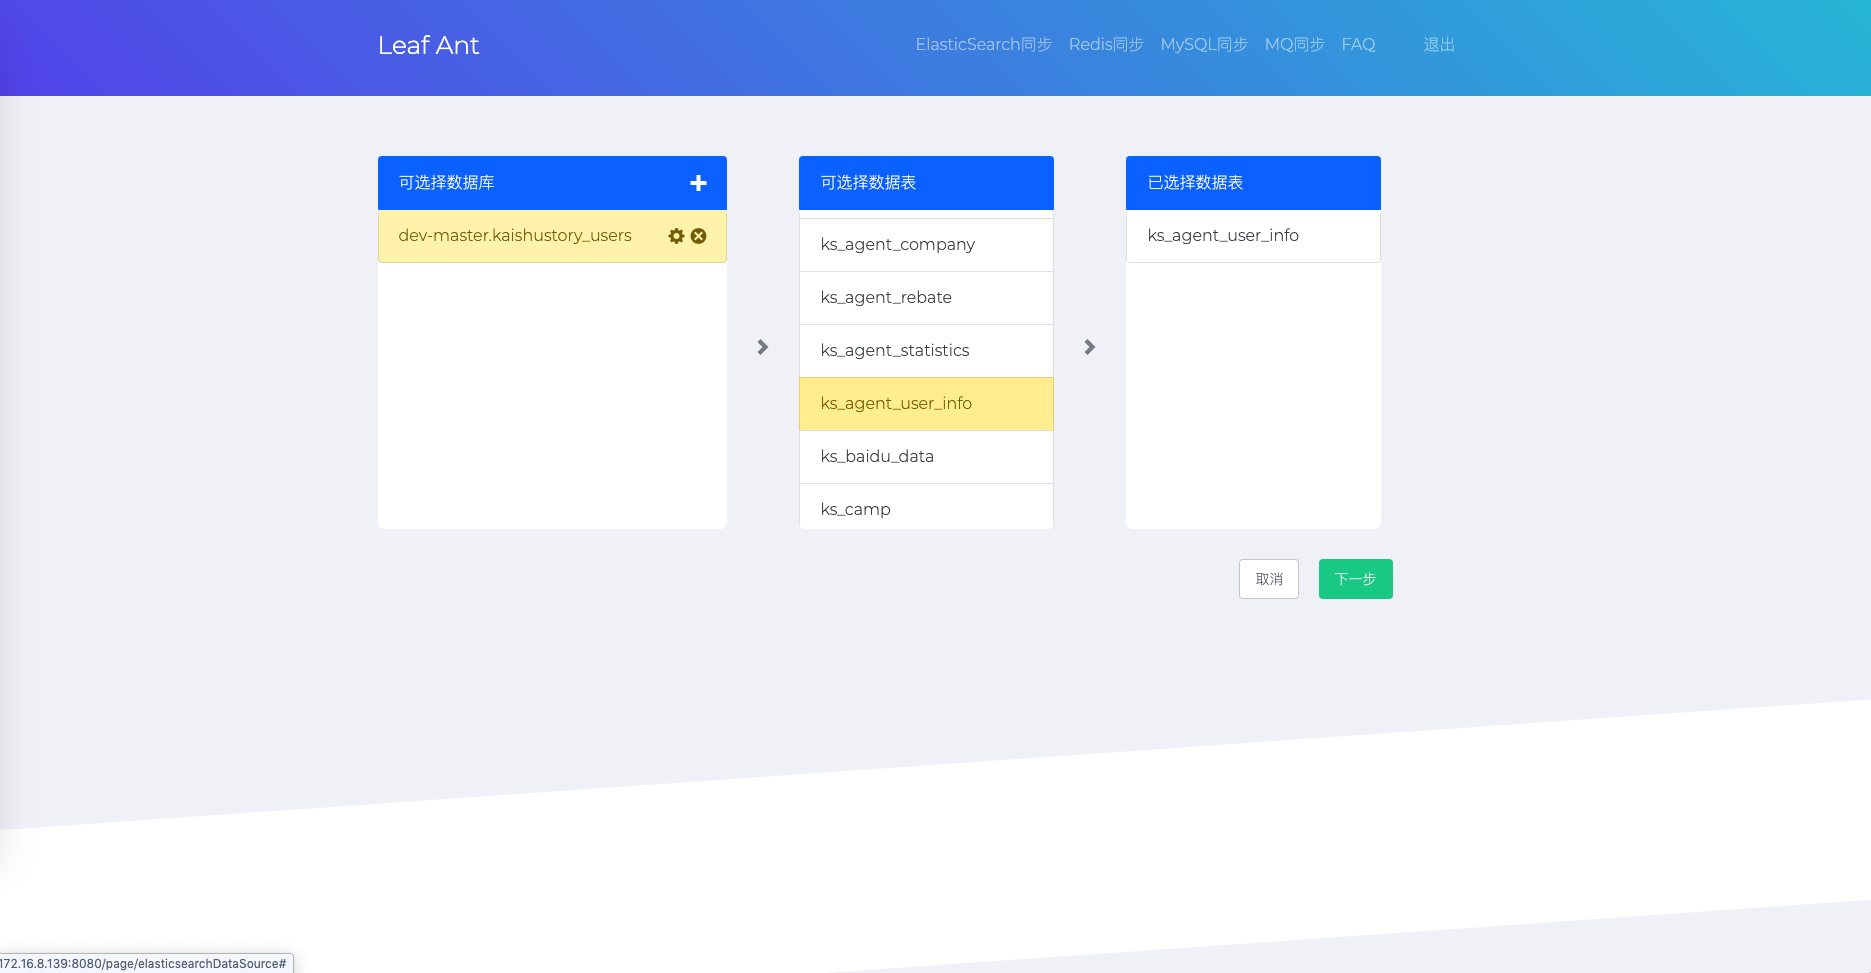 Leaf Ant
ElasticSearch同步 Redis同步 MySQL同步 MQ同步 FAQ 退出
可选择数据库
dev-master.kaishustory_users
可选择数据表
ks_agent_company
ks_agent_rebate
ks_agent_statistics
ks_agent_user_info
ks_baidu_data
ks_camp
已选择数据表
ks_agent_user_info
取消 下一步
172.16.8.139:8080/page/elasticsearchDataSource#